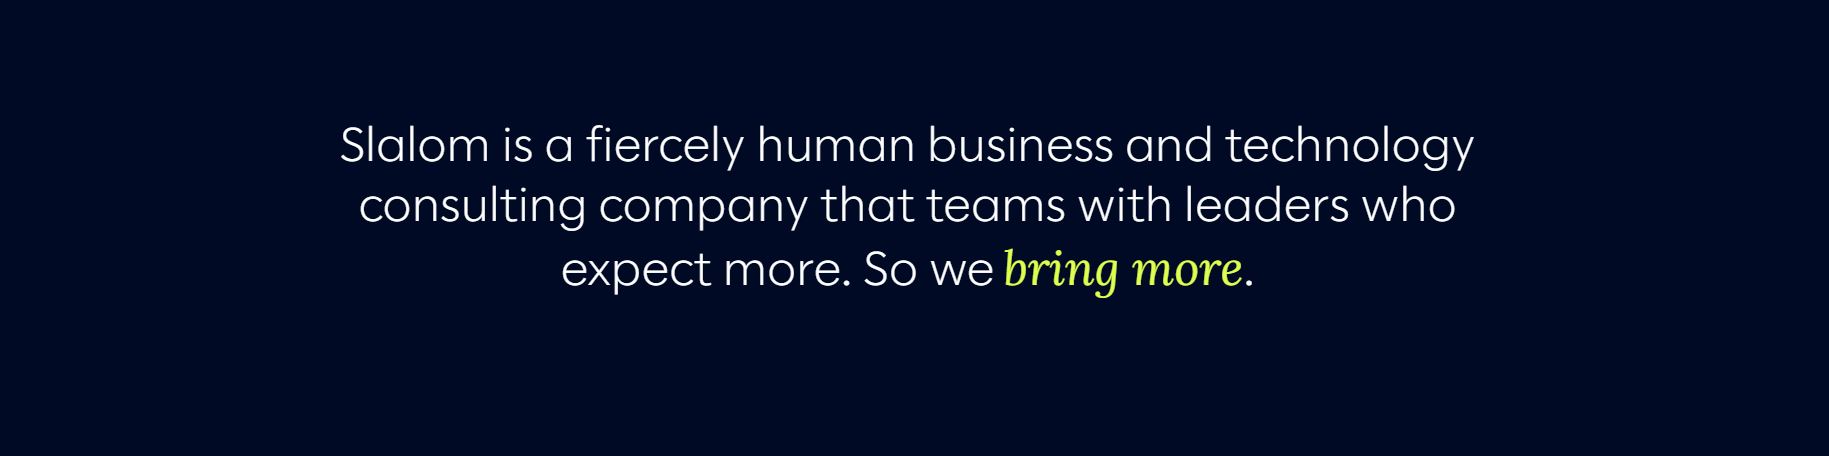 Slalom is a fiercely human business and technology
consulting company that teams with leaders who
expect more. So we bring more.